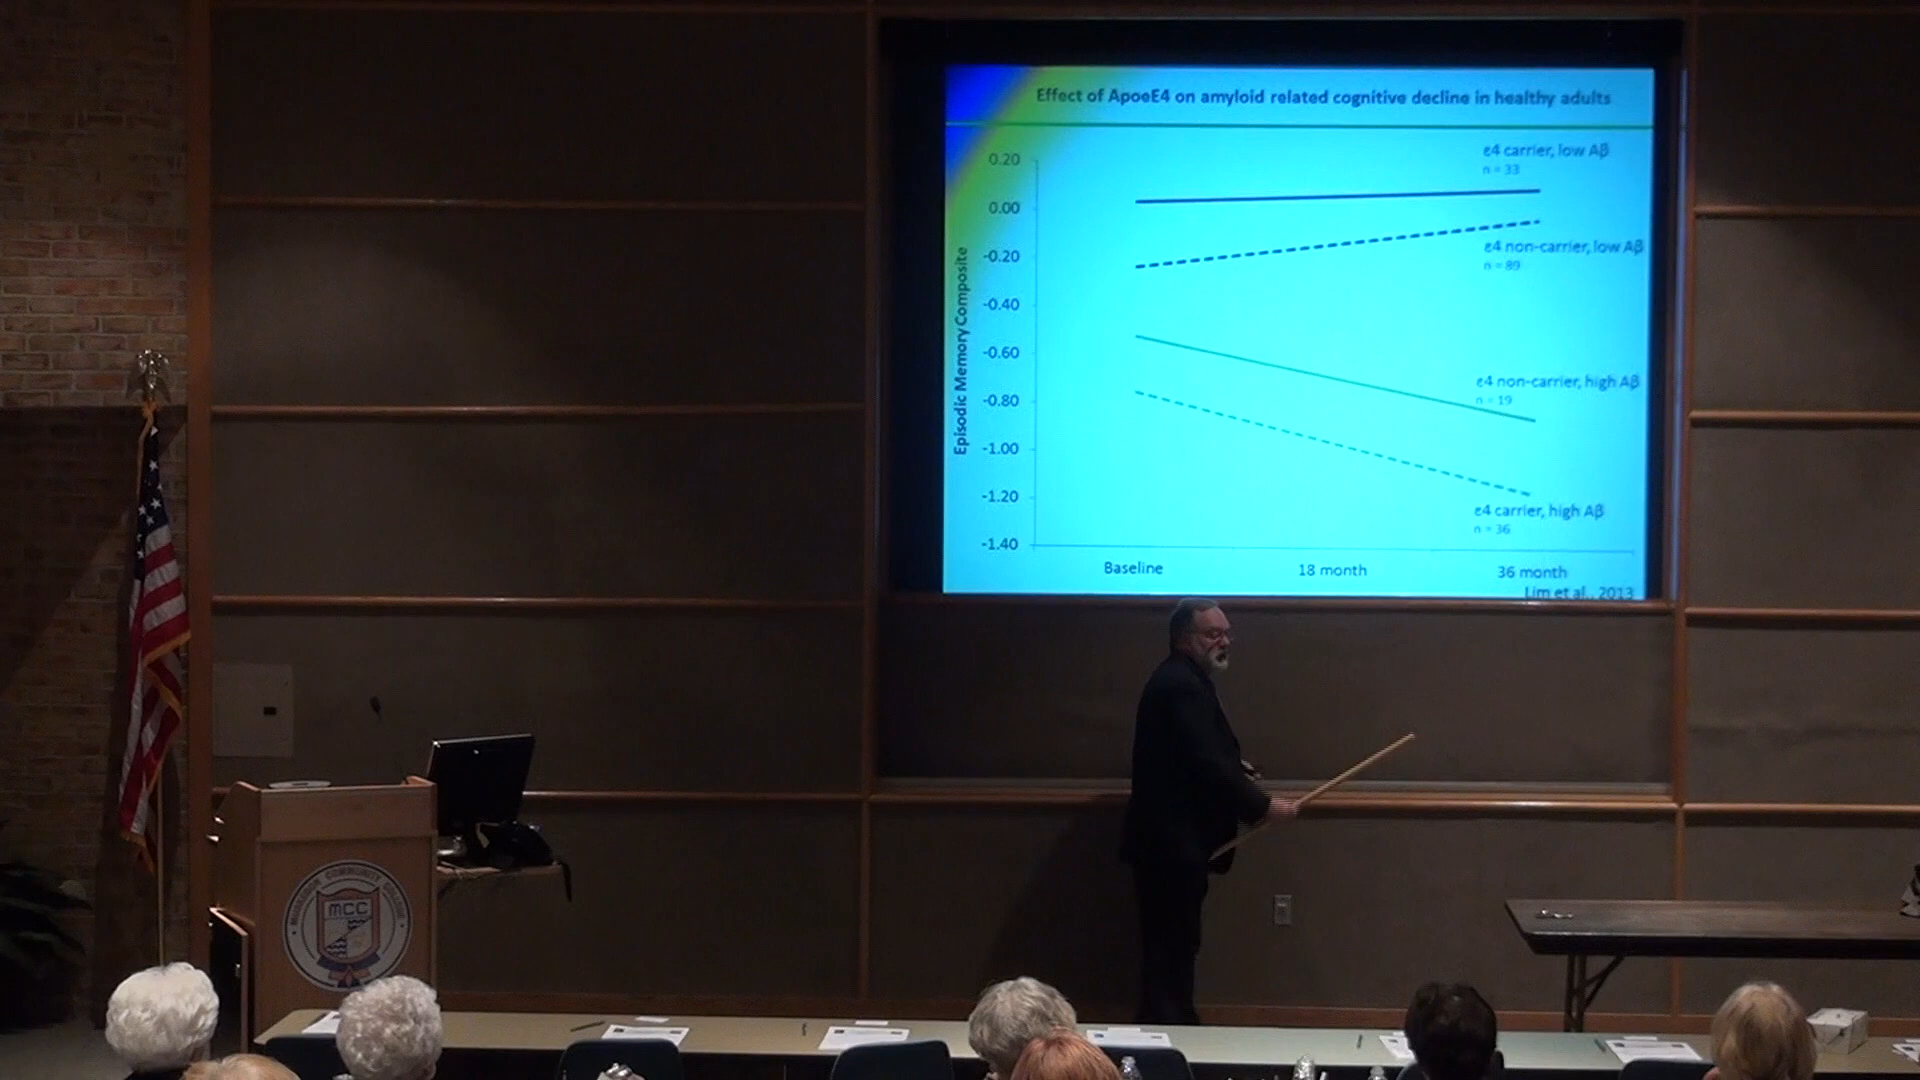 Effect of ApoeE4 on amyloid related cognitive decline in healthy adults
0.20
0.00
-0.20
-0.40
-0.60
-0.80
-1.00
-1.20
-1.40
Episodic Memory Composite
ε4 carrier, low Aβ
n = 33
ε4 non-carrier, low Aβ
n = 89
ε4 non-carrier, high Aβ
n = 19
ε4 carrier, high Aβ
n = 36
Baseline
18 month
36 month
Lim et al., 2013
MUSKEGON COMMUNITY COLLEGE
MCC